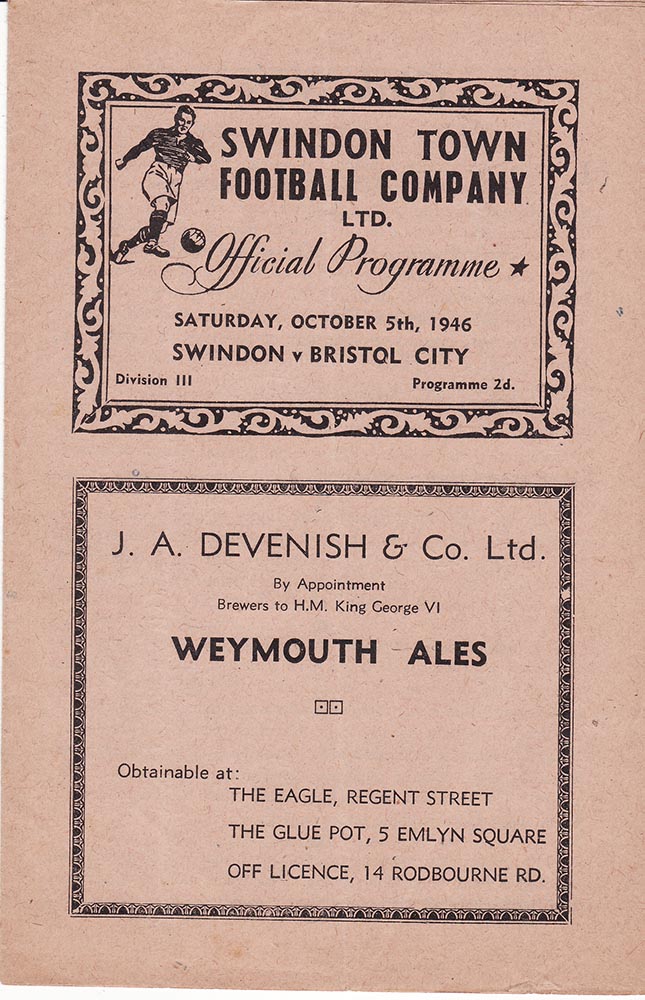 SWINDON TOWN
FOOTBALL COMPANY
LTD.
Official Programme ★
SATURDAY, OCTOBER 5th, 1946
SWINDON v BRISTOL CITY
Division III Programme 2d.
J. A. DEVENISH & Co. Ltd.
By Appointment
Brewers to H.M. King George VI
WEYMOUTH ALES
Obtainable at:
THE EAGLE, REGENT STREET
THE GLUE POT, 5 EMLYN SQUARE
OFF LICENCE, 14 RODBOURNE RD.